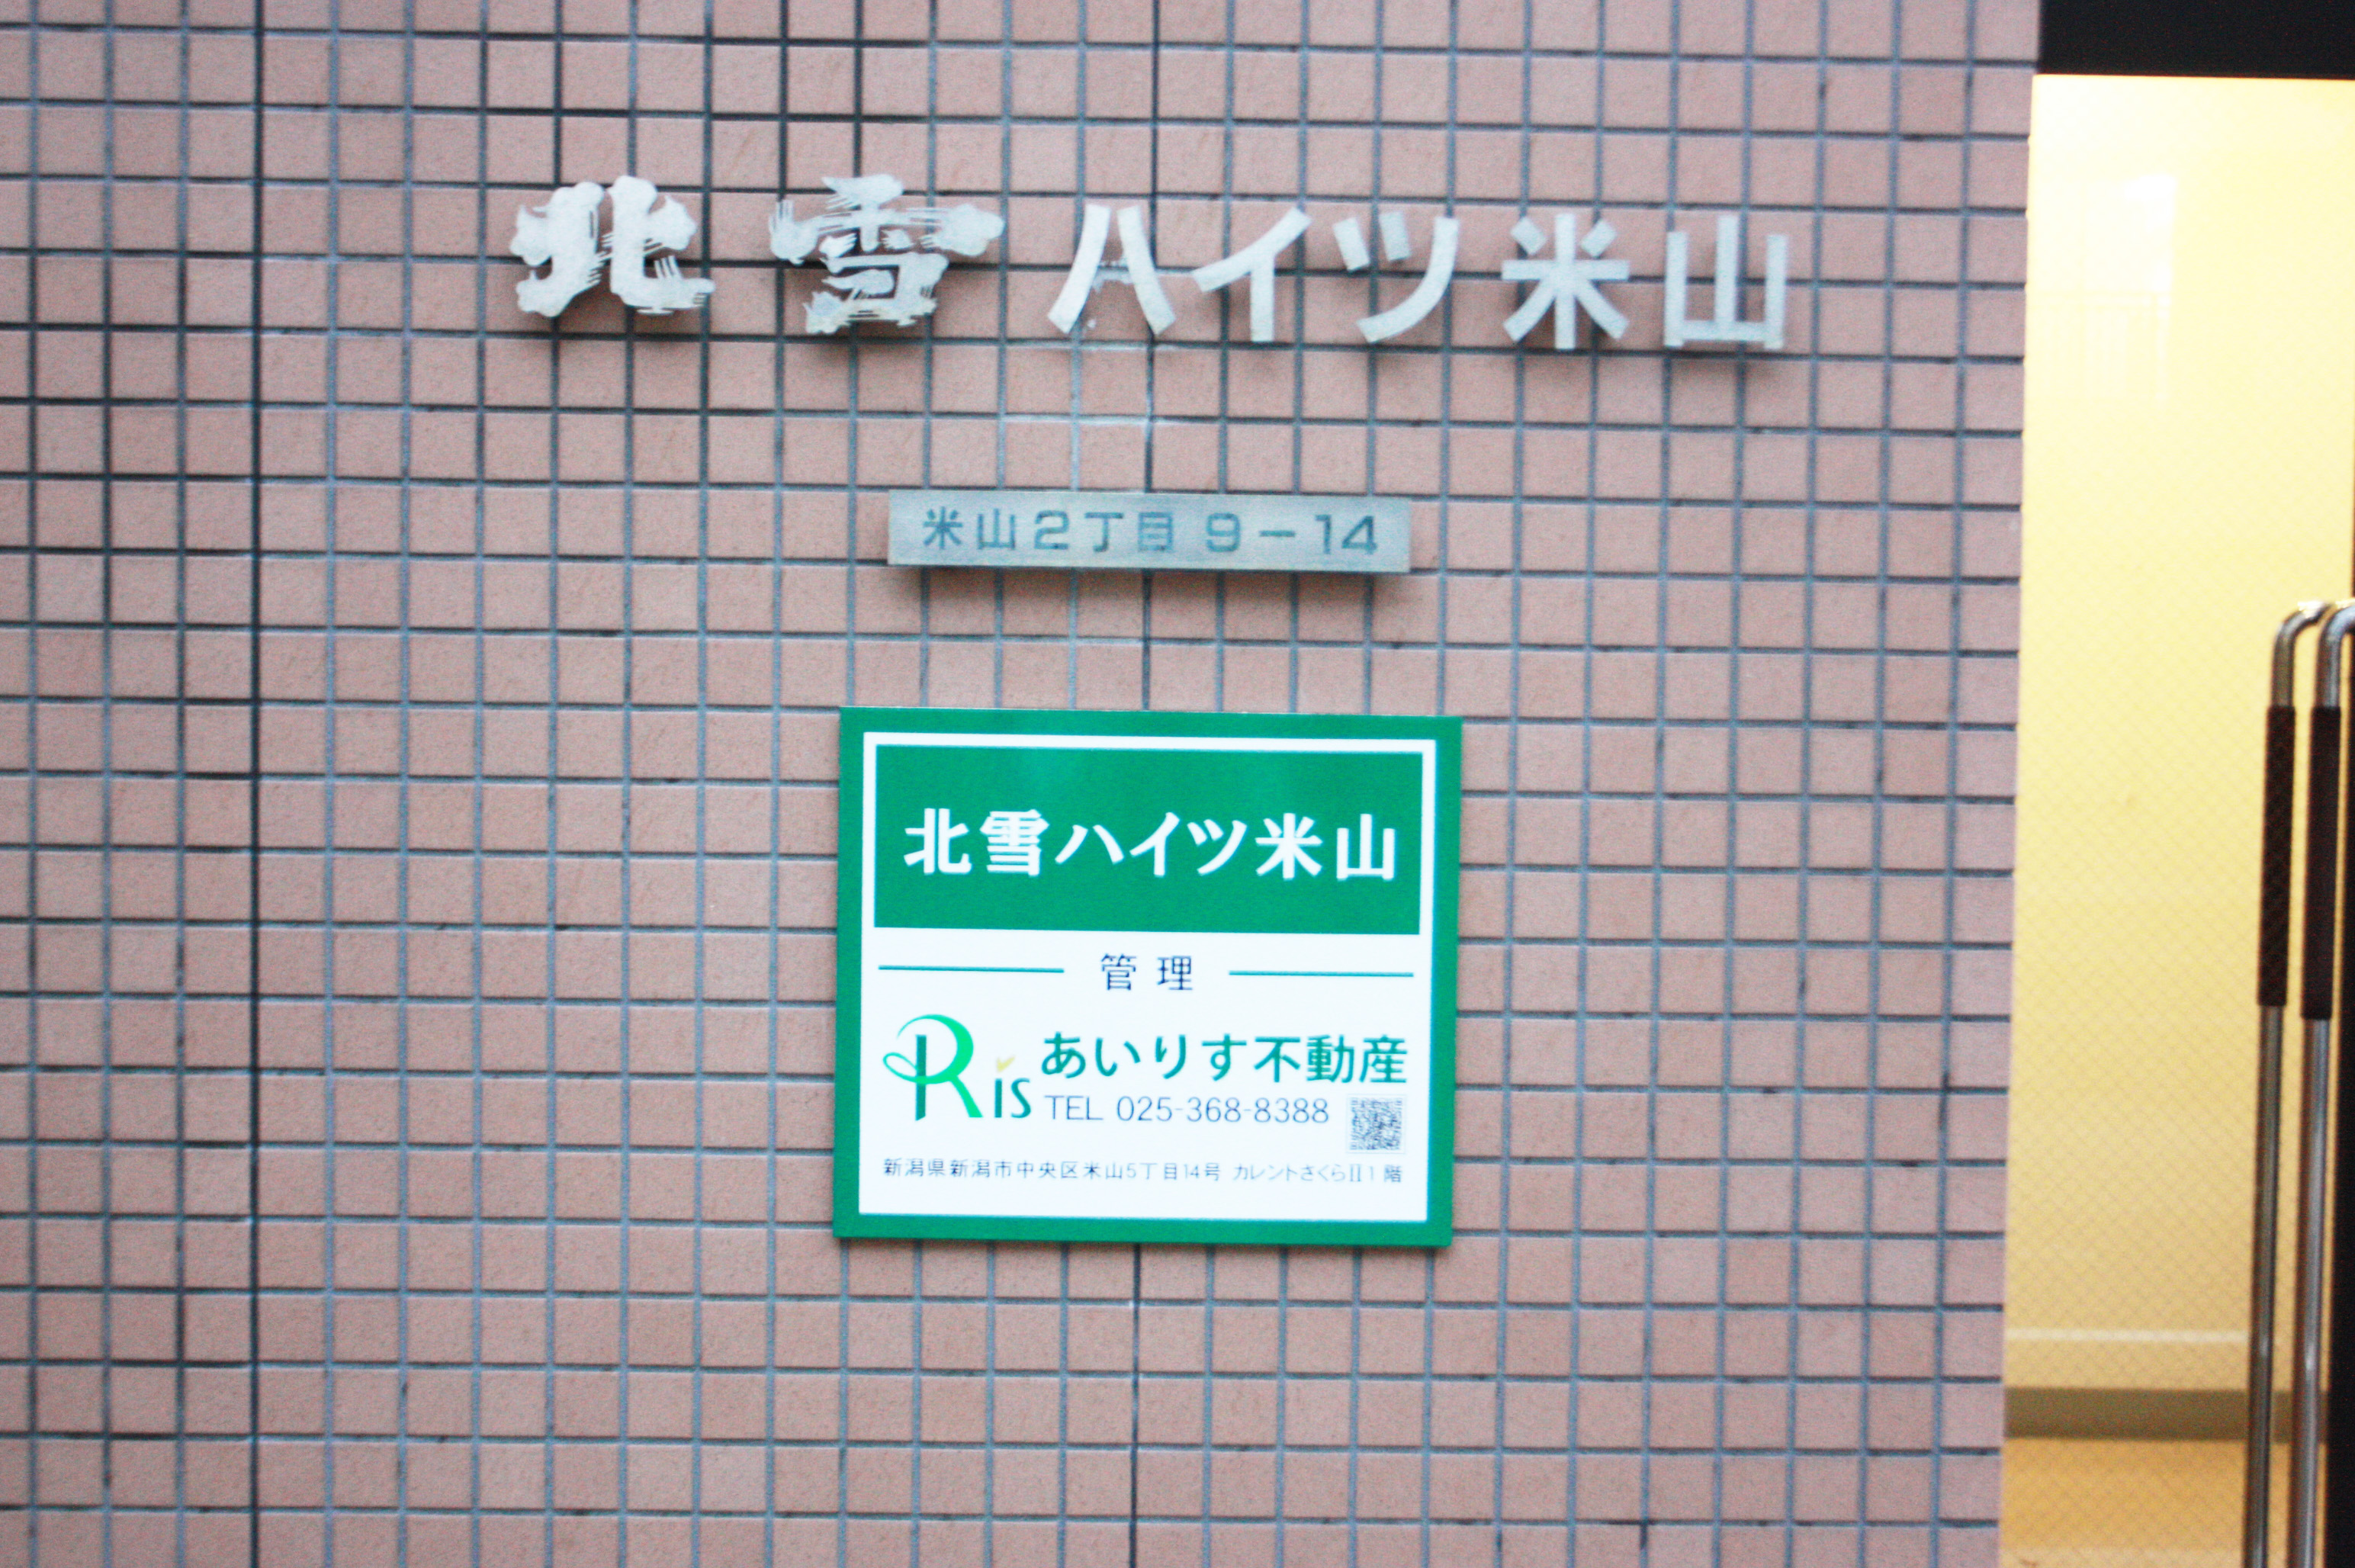 北雪ハイツ米山
米山2丁目 9-14
北雪ハイツ米山
管理
Ris あいりす不動産
TEL 025-368-8388
新潟県新潟市中央区米山5丁目14号 カレントさくらⅡ1階